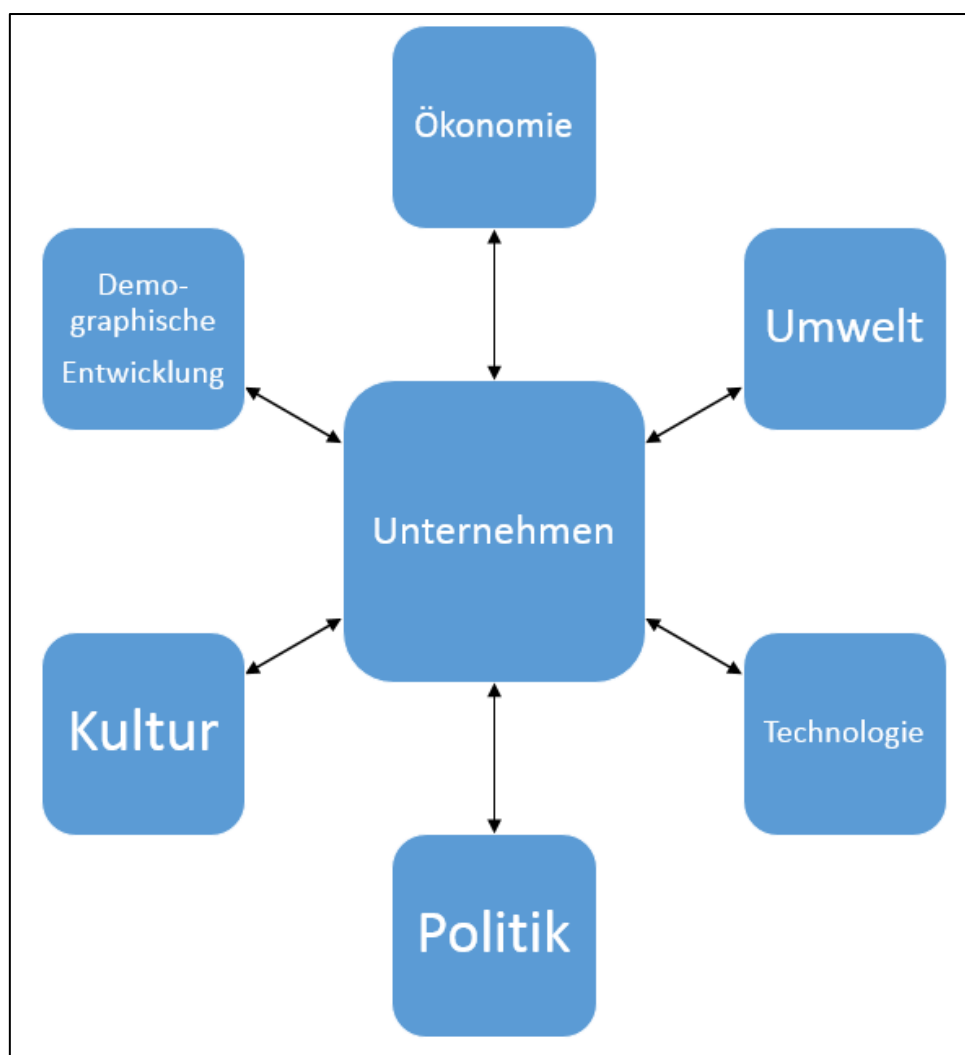 Ökonomie
Demo-
graphische
Entwicklung
Umwelt
Unternehmen
Kultur
Technologie
Politik